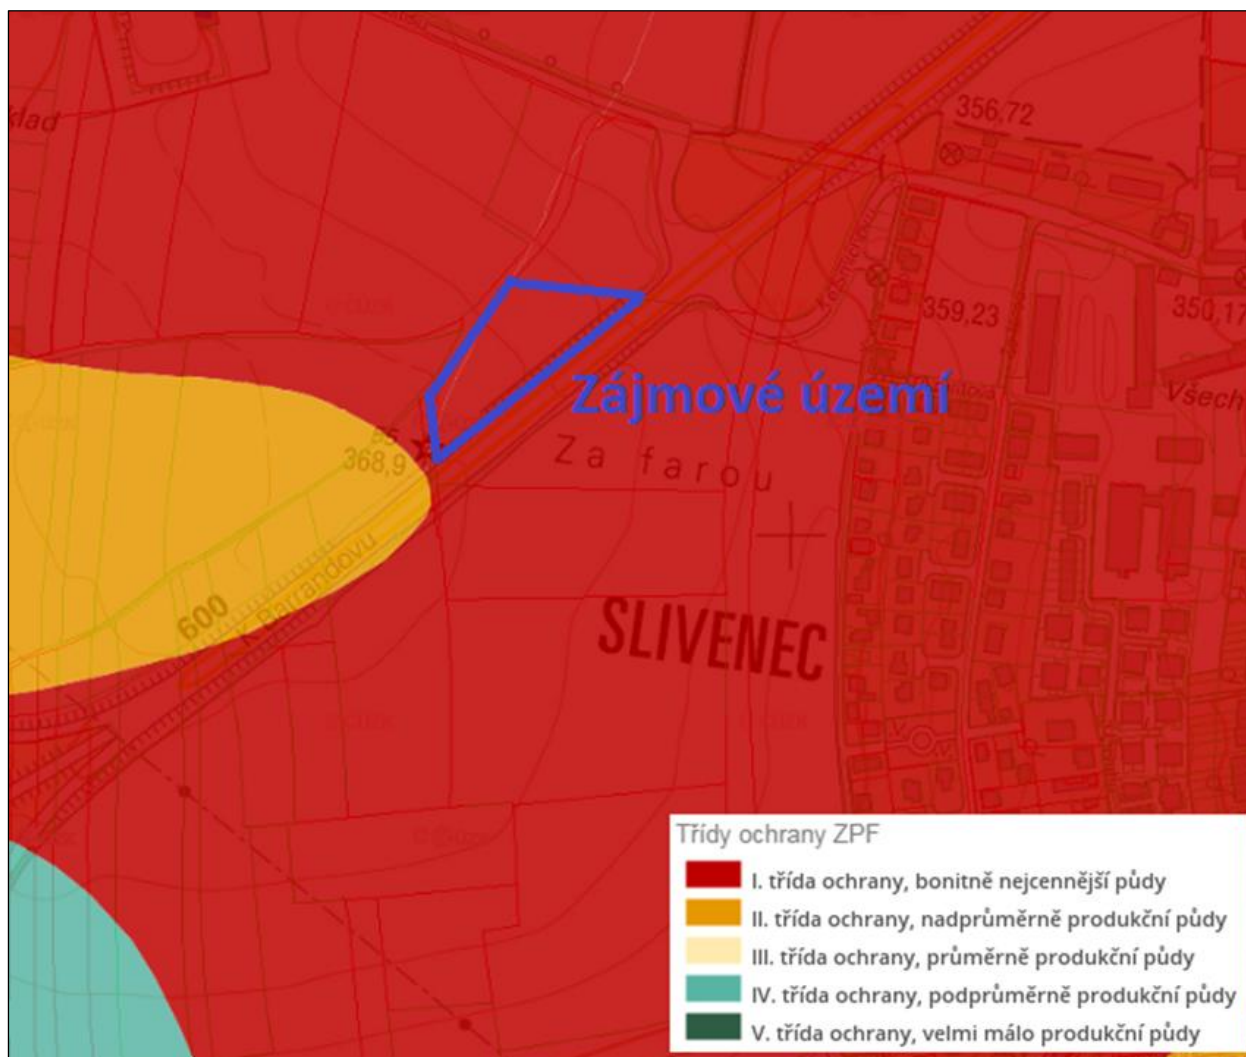 klad
356,72
359,23
350,17
Všech
Zájmové území
368,9
Za farou
600
K Barrandovu
SLIVENEC
Třídy ochrany ZPF
I. třída ochrany, bonitně nejcennější půdy
II. třída ochrany, nadprůměrně produkční půdy
III. třída ochrany, průměrně produkční půdy
IV. třída ochrany, podprůměrně produkční půdy
V. třída ochrany, velmi málo produkční půdy